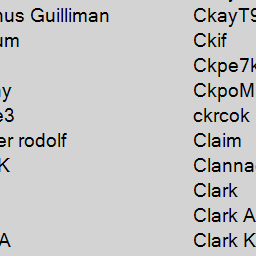 nus Guilliman CkayT9
um Ckif
Ckpe7k
y CkpoM
e3 ckrcok
er rodolf Claim
K Clanna
Clark
Clark A
A Clark K